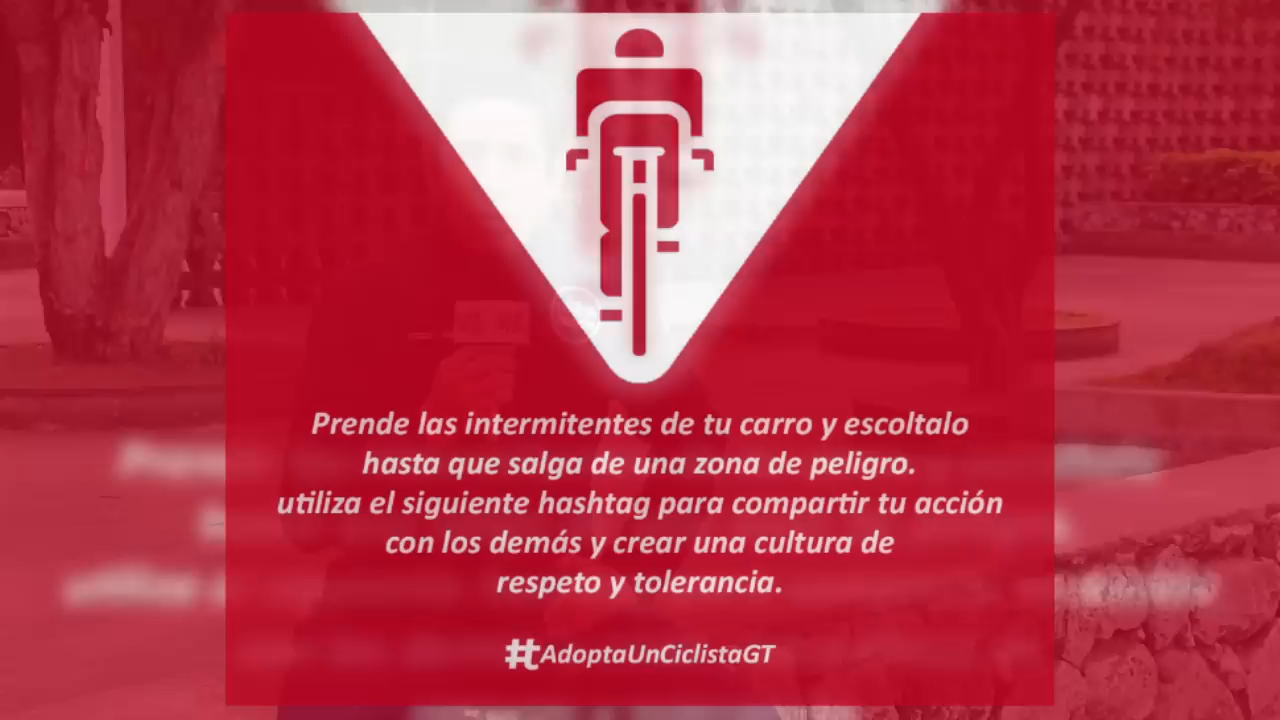 Prende las intermitentes de tu carro y escoltalo
hasta que salga de una zona de peligro.
utiliza el siguiente hashtag para compartir tu acción
con los demás y crear una cultura de
respeto y tolerancia.
#AdoptaUnCiclistaGT